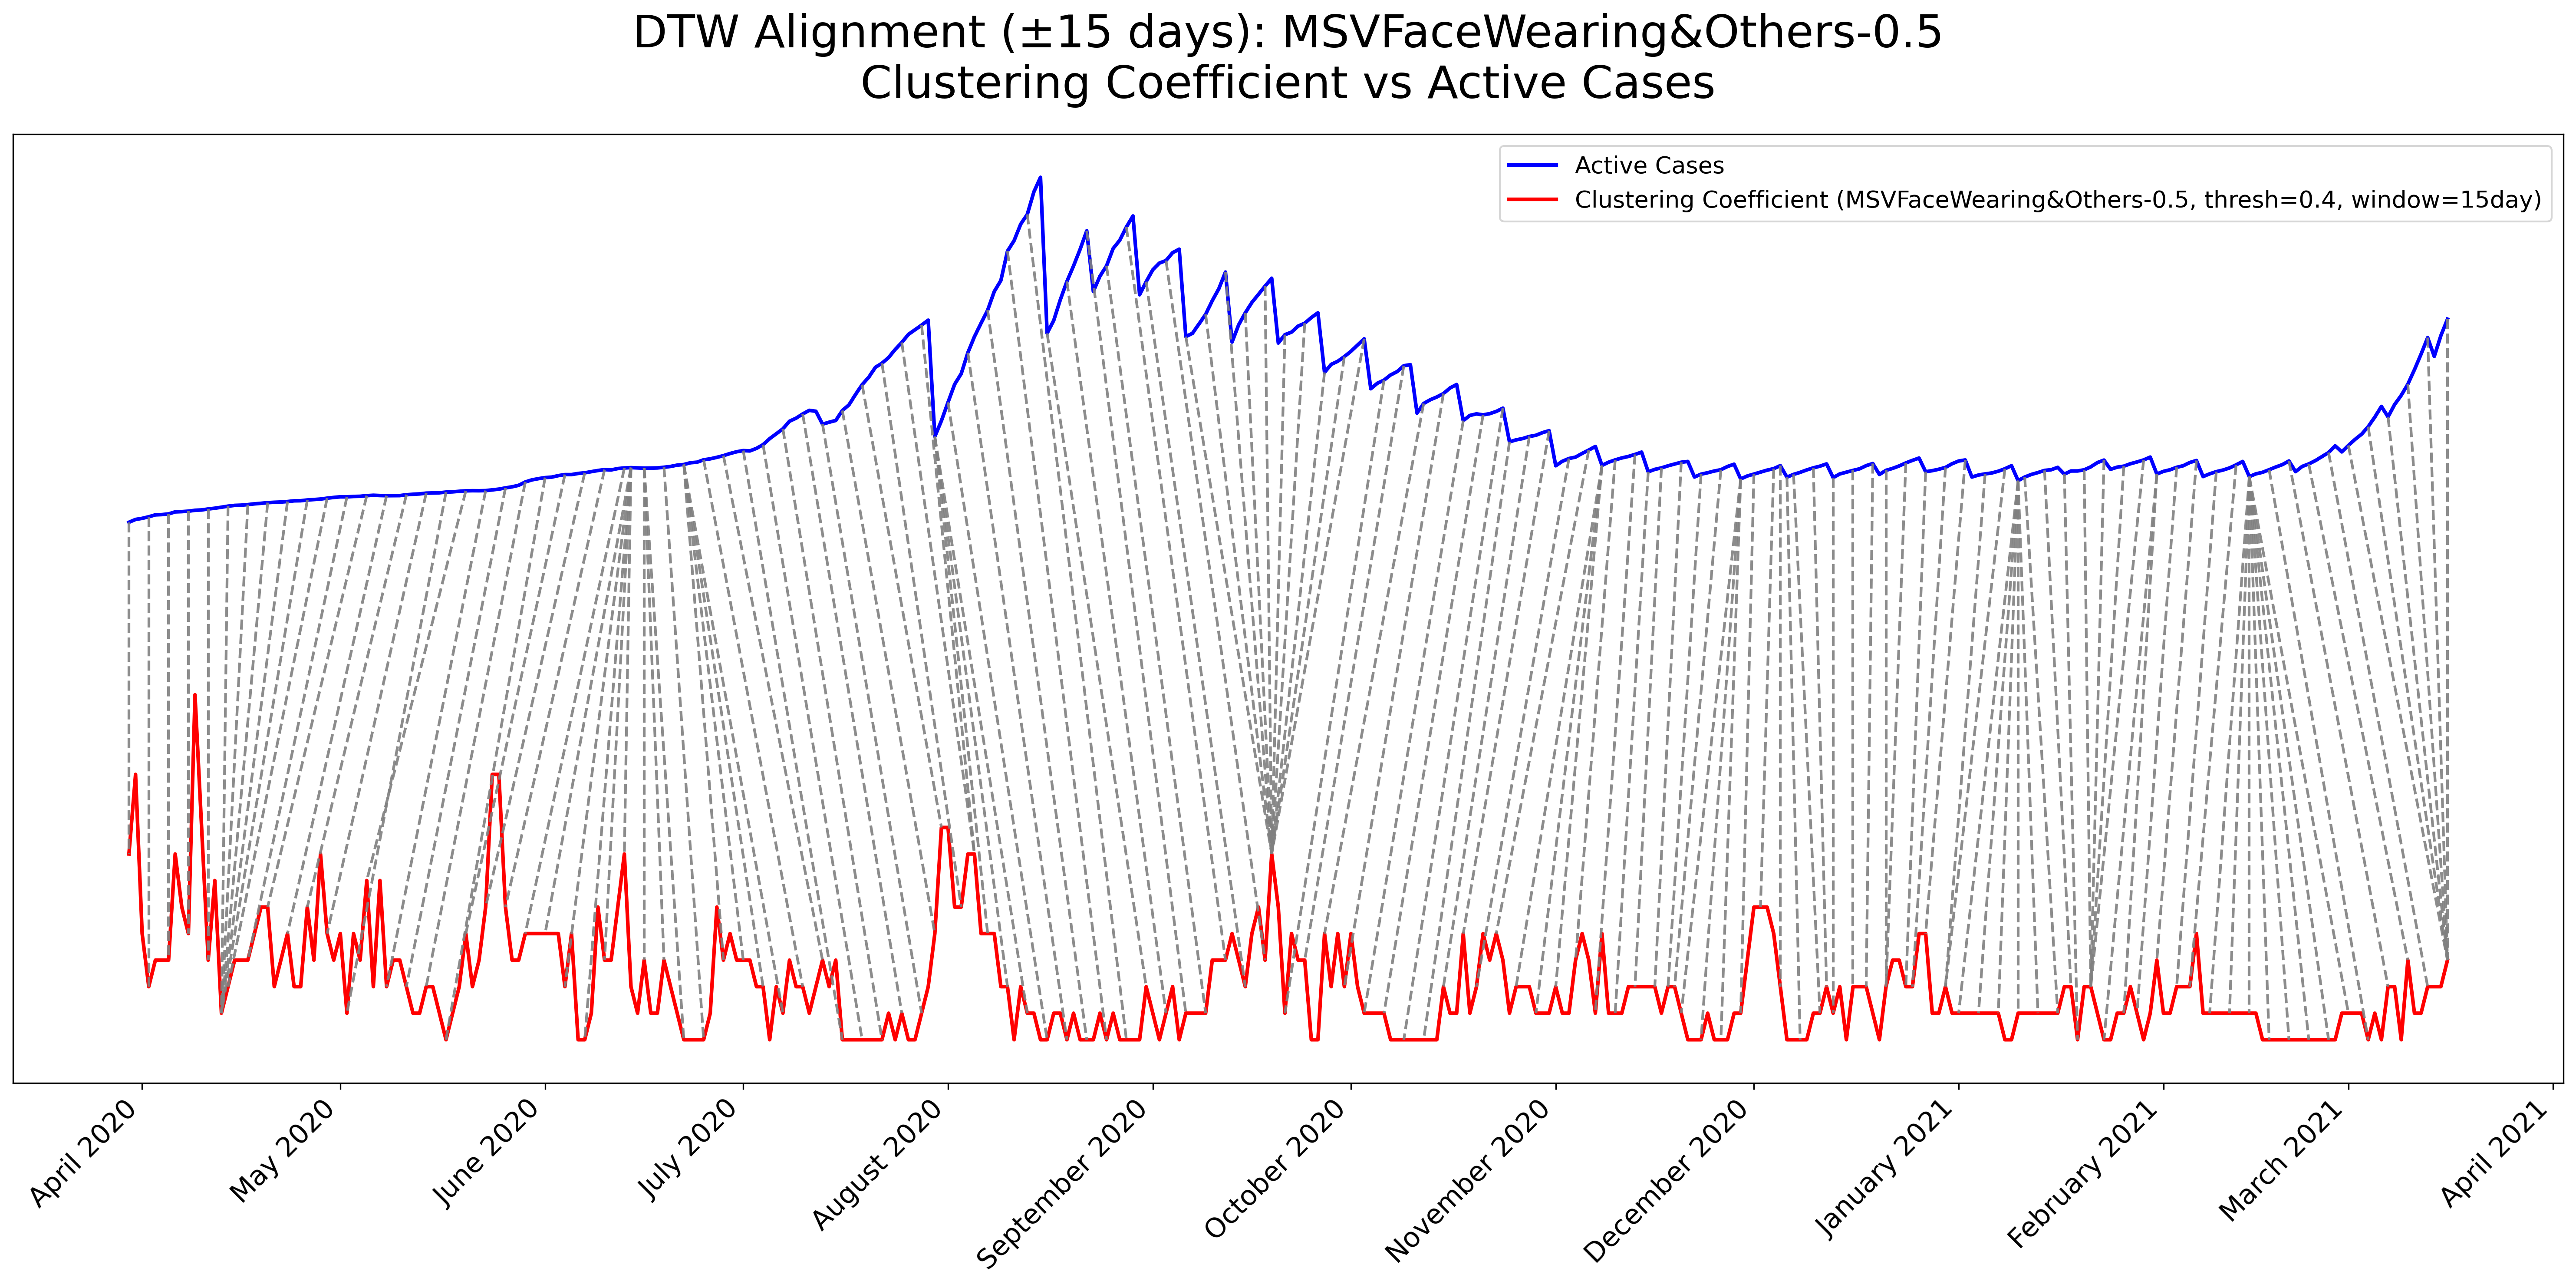 DTW Alignment (±15 days): MSVFaceWearing&Others-0.5
Clustering Coefficient vs Active Cases
Active Cases
Clustering Coefficient (MSVFaceWearing&Others-0.5, thresh=0.4, window=15day)
April 2020
May 2020
June 2020
July 2020
August 2020
September 2020
October 2020
November 2020
December 2020
January 2021
February 2021
March 2021
April 2021